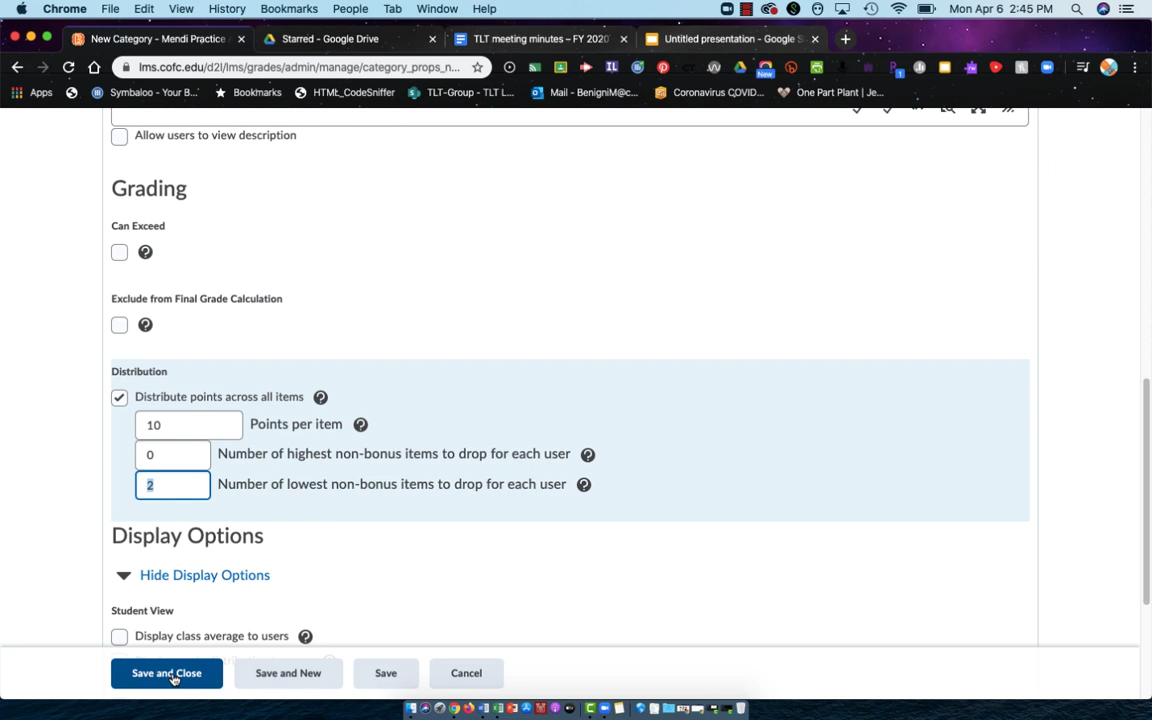 Chrome File Edit View History Bookmarks People Tab Window Help Mon Apr 6 2:45 PM
New Category - Mendi Practice Starred - Google Drive TLT meeting minutes – FY 2020 Untitled presentation - Google S
lms.cofc.edu/d2l/lms/grades/admin/manage/category_props_n...
Apps Symbaloo - Your B... Bookmarks HTML_CodeSniffer TLT-Group - TLT L... Mail - BenigniM@c... Coronavirus COVID... One Part Plant | Je...
Allow users to view description
Grading
Can Exceed
Exclude from Final Grade Calculation
Distribution
Distribute points across all items
10 Points per item
0 Number of highest non-bonus items to drop for each user
2 Number of lowest non-bonus items to drop for each user
Display Options
Hide Display Options
Student View
Display class average to users
Save and Close Save and New Save Cancel